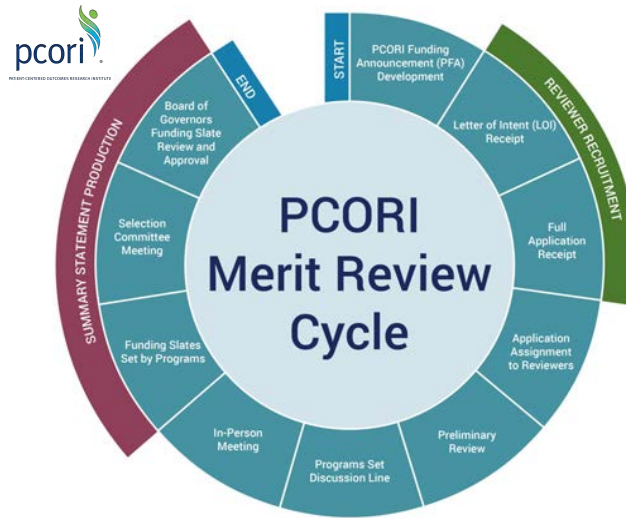 pcori
PATIENT-CENTERED OUTCOMES RESEARCH INSTITUTE
START
PCORI Funding
Announcement (PFA)
Development
REVIEWER RECRUITMENT
Letter of Intent (LOI)
Receipt
Full
Application
Receipt
Application
Assignment
to Reviewers
Preliminary
Review
Programs Set
Discussion Line
In-Person
Meeting
Funding Slates
Set by Programs
Selection
Committee
Meeting
Board of
Governors
Funding Slate
Review and
Approval
SUMMARY STATEMENT PRODUCTION
END
PCORI
Merit Review
Cycle